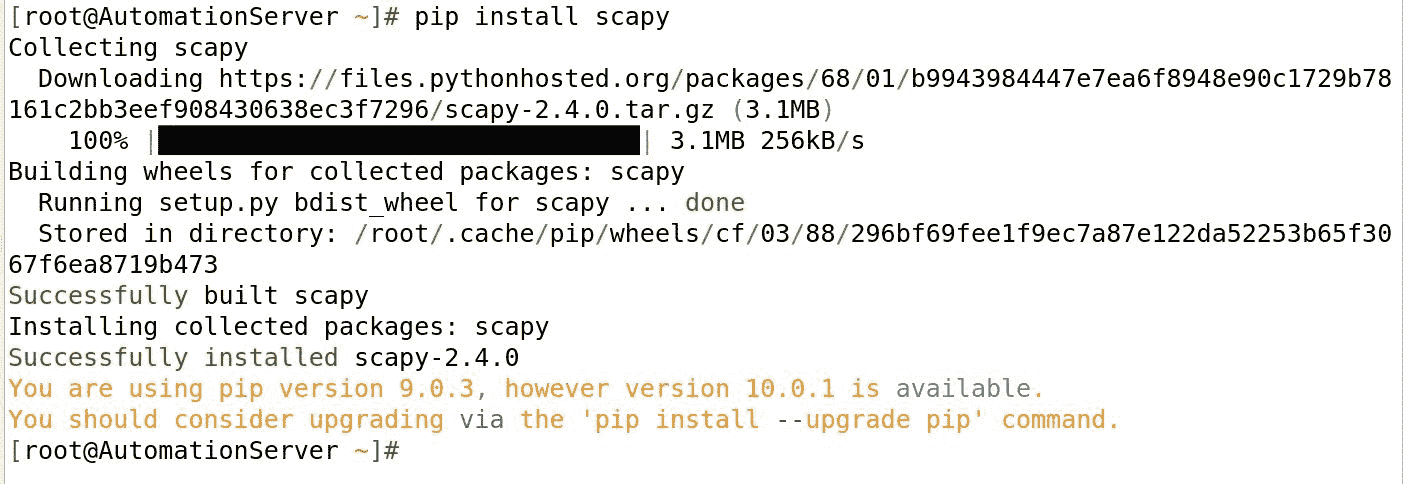 [root@AutomationServer ~]# pip install scapy
Collecting scapy
  Downloading https://files.pythonhosted.org/packages/68/01/b9943984447e7ea6f8948e90c1729b78
161c2bb3eef908430638ec3f7296/scapy-2.4.0.tar.gz (3.1MB)
    100% |████████████████████████████████| 3.1MB 256kB/s
Building wheels for collected packages: scapy
  Running setup.py bdist_wheel for scapy ... done
  Stored in directory: /root/.cache/pip/wheels/cf/03/88/296bf69fee1f9ec7a87e122da52253b65f30
67f6ea8719b473
Successfully built scapy
Installing collected packages: scapy
Successfully installed scapy-2.4.0
You are using pip version 9.0.3, however version 10.0.1 is available.
You should consider upgrading via the 'pip install --upgrade pip' command.
[root@AutomationServer ~]#